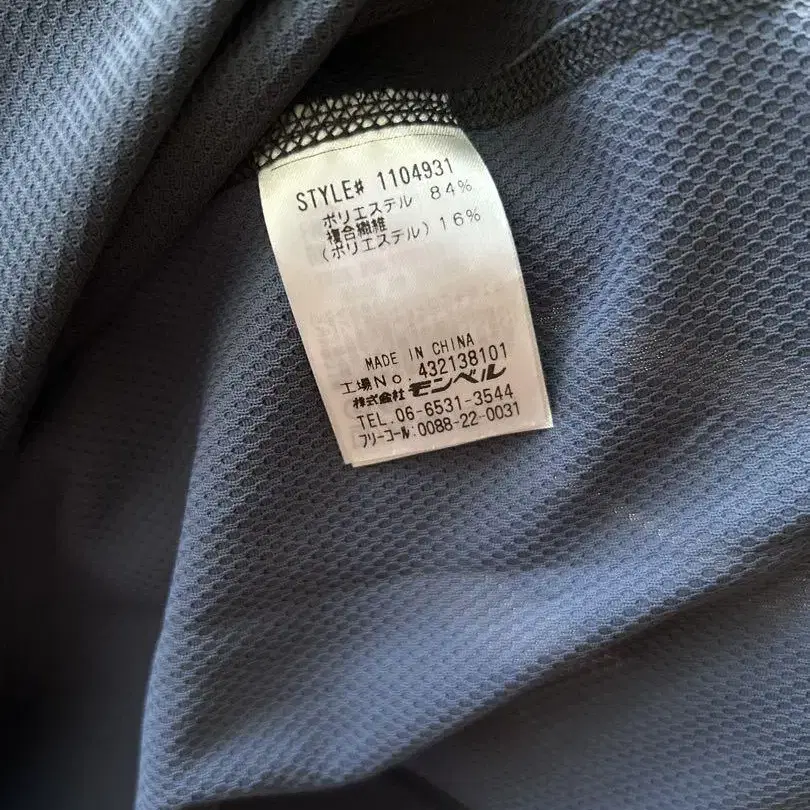 STYLE# 1104931
ポリエステル 84%
複合繊維
(ポリエステル) 16%
MADE IN CHINA
工場No. 432138101
株式会社 モンベル
TEL.06-6531-3544
フリーコール:0088-22-0031